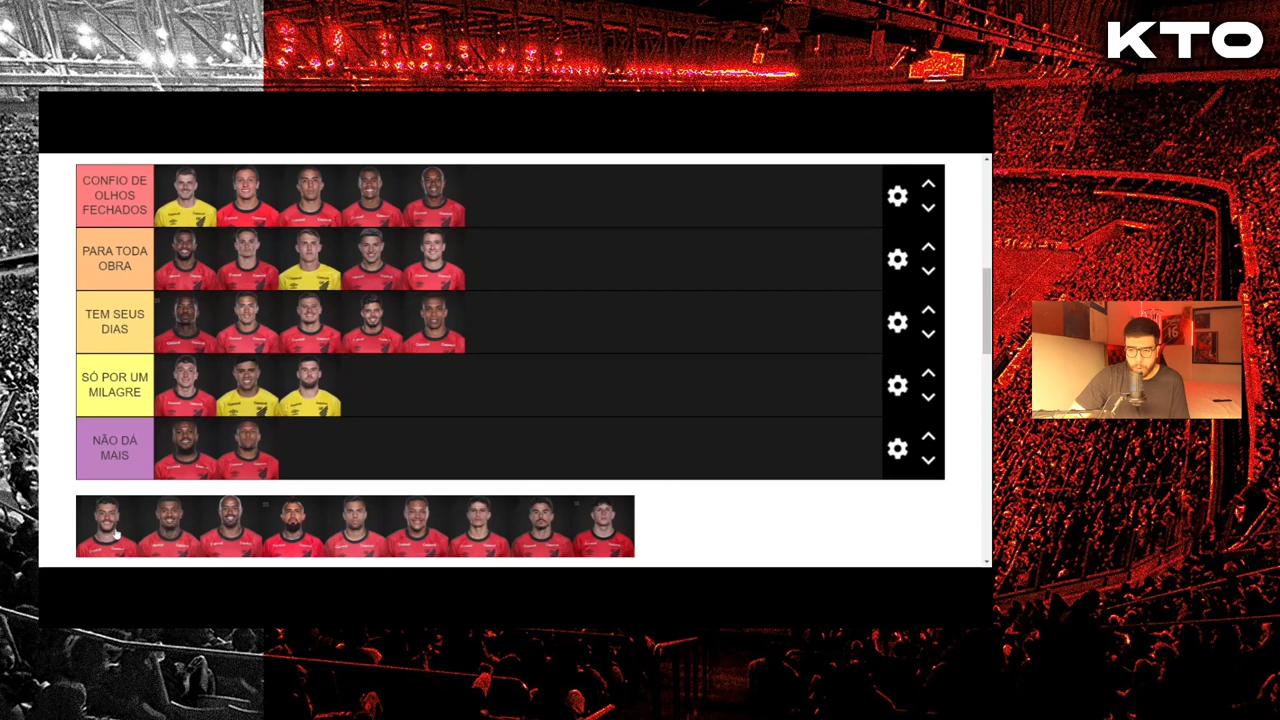 KTO
CONFIO DE
OLHOS
FECHADOS
PARA TODA
OBRA
TEM SEUS
DIAS
SÓ POR UM
MILAGRE
NÃO DÁ
MAIS